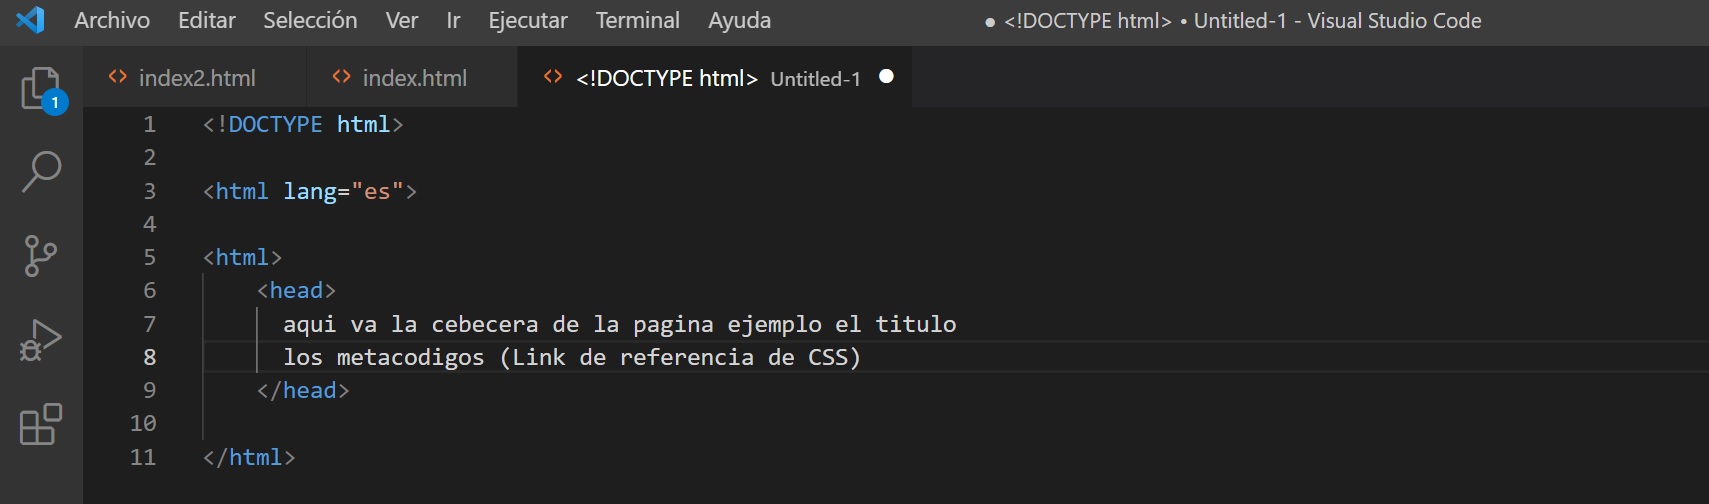 Archivo Editar Selección Ver Ir Ejecutar Terminal Ayuda ● <!DOCTYPE html> • Untitled-1 - Visual Studio Code
index2.html index.html <!DOCTYPE html> Untitled-1
1
1 <!DOCTYPE html>
2
3 <html lang="es">
4
5 <html>
6 <head>
7 aqui va la cebecera de la pagina ejemplo el titulo
8 los metacodigos (Link de referencia de CSS)
9 </head>
10
11 </html>